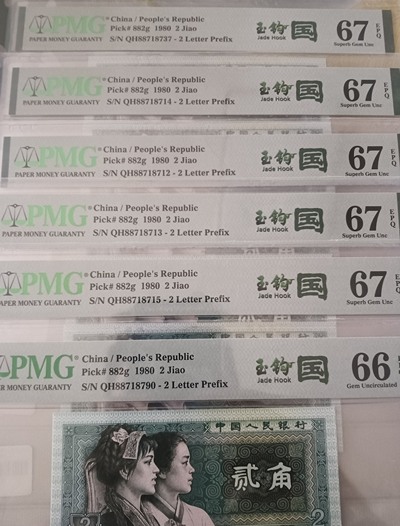 PMG®
PAPER MONEY GUARANTY
China / People's Republic
Pick# 882g 1980 2 Jiao
S/N QH88718737 - 2 Letter Prefix
玉钩国
Jade Hook
67 EPQ
Superb Gem Unc
PMG®
PAPER MONEY GUARANTY
China / People's Republic
Pick# 882g 1980 2 Jiao
S/N QH88718714 - 2 Letter Prefix
玉钩国
Jade Hook
67 EPQ
Superb Gem Unc
PMG®
PAPER MONEY GUARANTY
China / People's Republic
Pick# 882g 1980 2 Jiao
S/N QH88718712 - 2 Letter Prefix
玉钩国
Jade Hook
67 EPQ
Superb Gem Unc
PMG®
PAPER MONEY GUARANTY
China / People's Republic
Pick# 882g 1980 2 Jiao
S/N QH88718713 - 2 Letter Prefix
玉钩国
Jade Hook
67 EPQ
Superb Gem Unc
PMG®
PAPER MONEY GUARANTY
China / People's Republic
Pick# 882g 1980 2 Jiao
S/N QH88718715 - 2 Letter Prefix
玉钩国
Jade Hook
67 EPQ
Superb Gem Unc
PMG®
MONEY GUARANTY
China / People's Republic
Pick# 882g 1980 2 Jiao
S/N QH88718790 - 2 Letter Prefix
玉钩国
Jade Hook
66
Gem Uncirculated
中国人民银行
贰角
2